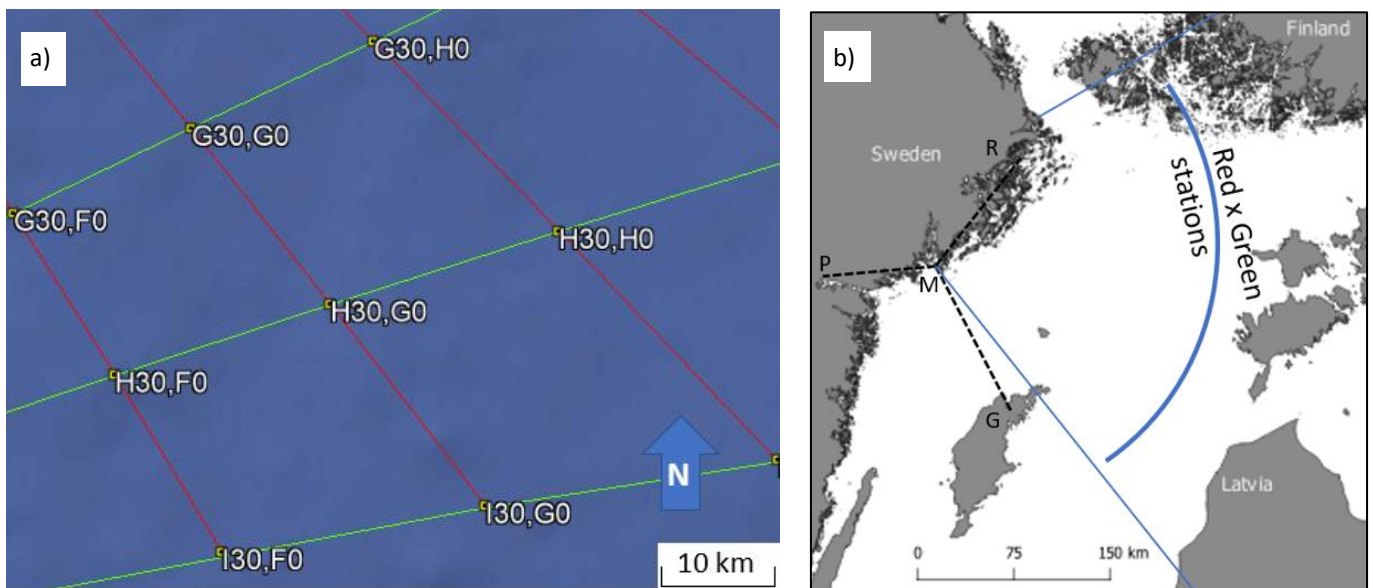 a)
G30,H0
G30,G0
G30,F0
H30,H0
H30,G0
H30,F0
N
I30,G0
I30,F0
10 km
b)
Finland
Sweden
R
Red x Green
stations
P
M
G
Latvia
0 75 150 km